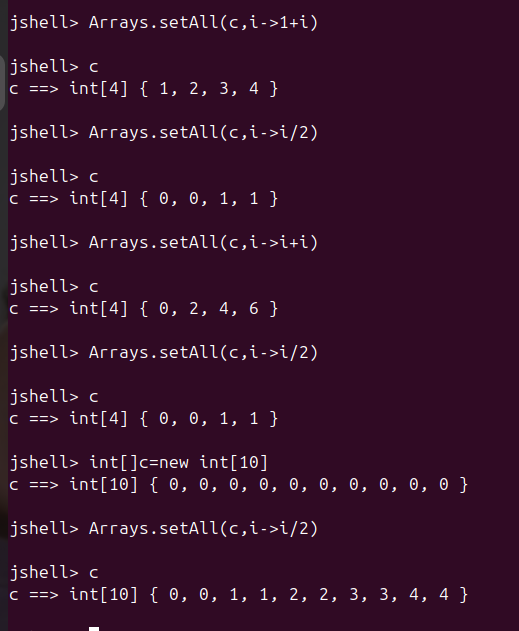 jshell> Arrays.setAll(c,i->1+i)
jshell> c
c ==> int[4] { 1, 2, 3, 4 }
jshell> Arrays.setAll(c,i->i/2)
jshell> c
c ==> int[4] { 0, 0, 1, 1 }
jshell> Arrays.setAll(c,i->i+i)
jshell> c
c ==> int[4] { 0, 2, 4, 6 }
jshell> Arrays.setAll(c,i->i/2)
jshell> c
c ==> int[4] { 0, 0, 1, 1 }
jshell> int[]c=new int[10]
c ==> int[10] { 0, 0, 0, 0, 0, 0, 0, 0, 0, 0 }
jshell> Arrays.setAll(c,i->i/2)
jshell> c
c ==> int[10] { 0, 0, 1, 1, 2, 2, 3, 3, 4, 4 }